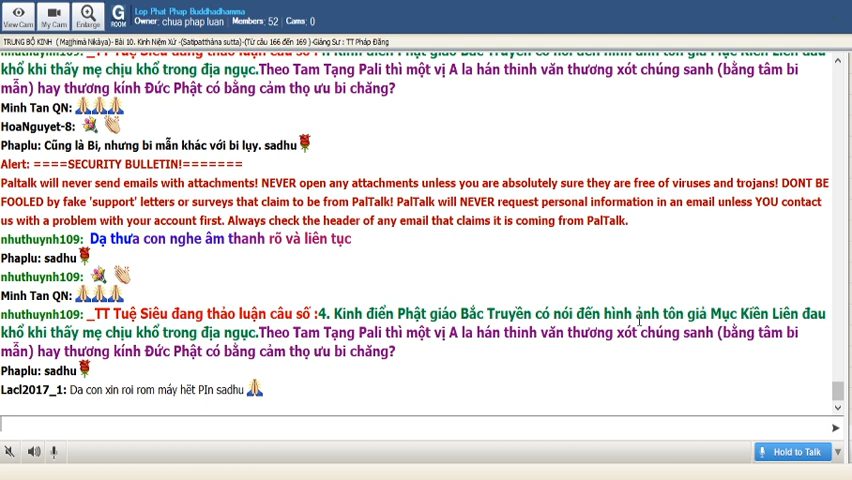 View Cam
My Cam
Enlarge
G
ROOM
Lop Phat Phap Buddhadhamma
Owner: chua phap luan | Members: 52 | Cams: 0
TRUNG BỘ KINH ( Majjhimà Nikàya)- Bài 10. Kinh Niệm Xứ -(Satipatthàna sutta)-(Từ câu 166 đến 169 )-Giảng Sư : TT Pháp Đăng
khổ khi thấy mẹ chịu khổ trong địa ngục.Theo Tam Tạng Pali thì một vị A la hán thinh văn thương xót chúng sanh (bằng tâm bi
mẫn) hay thương kính Đức Phật có bằng cảm thọ ưu bi chăng?
Minh Tan QN:
HoaNguyet-8:
Phaplu: Cũng là Bi, nhưng bi mẫn khác với bi lụy. sadhu
Alert: ====SECURITY BULLETIN!=======
Paltalk will never send emails with attachments! NEVER open any attachments unless you are absolutely sure they are free of viruses and trojans! DONT BE
FOOLED by fake 'support' letters or surveys that claim to be from PalTalk! PalTalk will NEVER request personal information in an email unless YOU contact
us with a problem with your account first. Always check the header of any email that claims it is coming from PalTalk.
nhuthuynh109: Dạ thưa con nghe âm thanh rõ và liên tục
Phaplu: sadhu
nhuthuynh109:
Minh Tan QN:
nhuthuynh109: _TT Tuệ Siêu đang thảo luận câu số :4. Kinh điển Phật giáo Bắc Truyền có nói đến hình ảnh tôn giả Mục Kiền Liên đau
khổ khi thấy mẹ chịu khổ trong địa ngục.Theo Tam Tạng Pali thì một vị A la hán thinh văn thương xót chúng sanh (bằng tâm bi
mẫn) hay thương kính Đức Phật có bằng cảm thọ ưu bi chăng?
Phaplu: sadhu
Lacl2017_1: Da con xin roi rom máy hết PIn sadhu
Hold to Talk